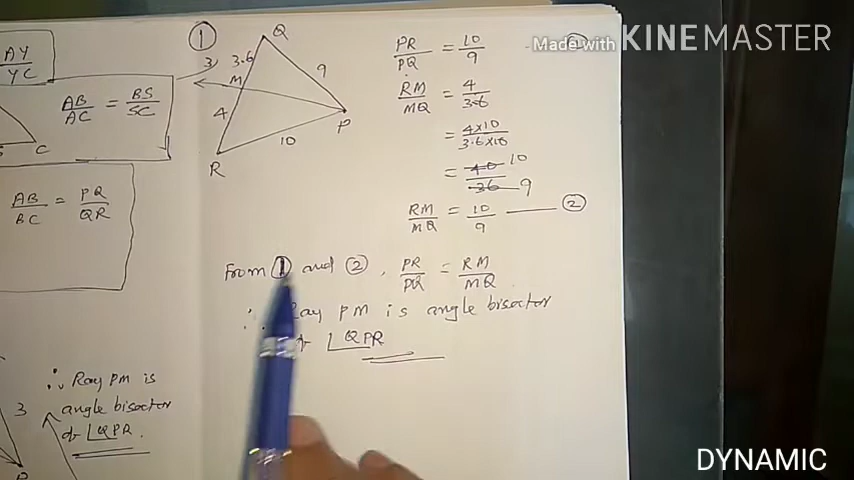 AY
YC
AB/AC = BS/SC
C
AB/BC = PQ/QR
∴ Ray PM is
angle bisector
of ∠QPR.
3
①
Q
3.6
3
M
9
4
P
10
R
PR/PQ = 10/9
RM/MQ = 4/3.6
= 4×10/3.6×10
= 40/36 10/9
RM/MQ = 10/9 —— ②
From ① and ②, PR/PQ = RM/MQ
∴ Ray PM is angle bisector
of ∠QPR
Made with KINEMASTER
DYNAMIC